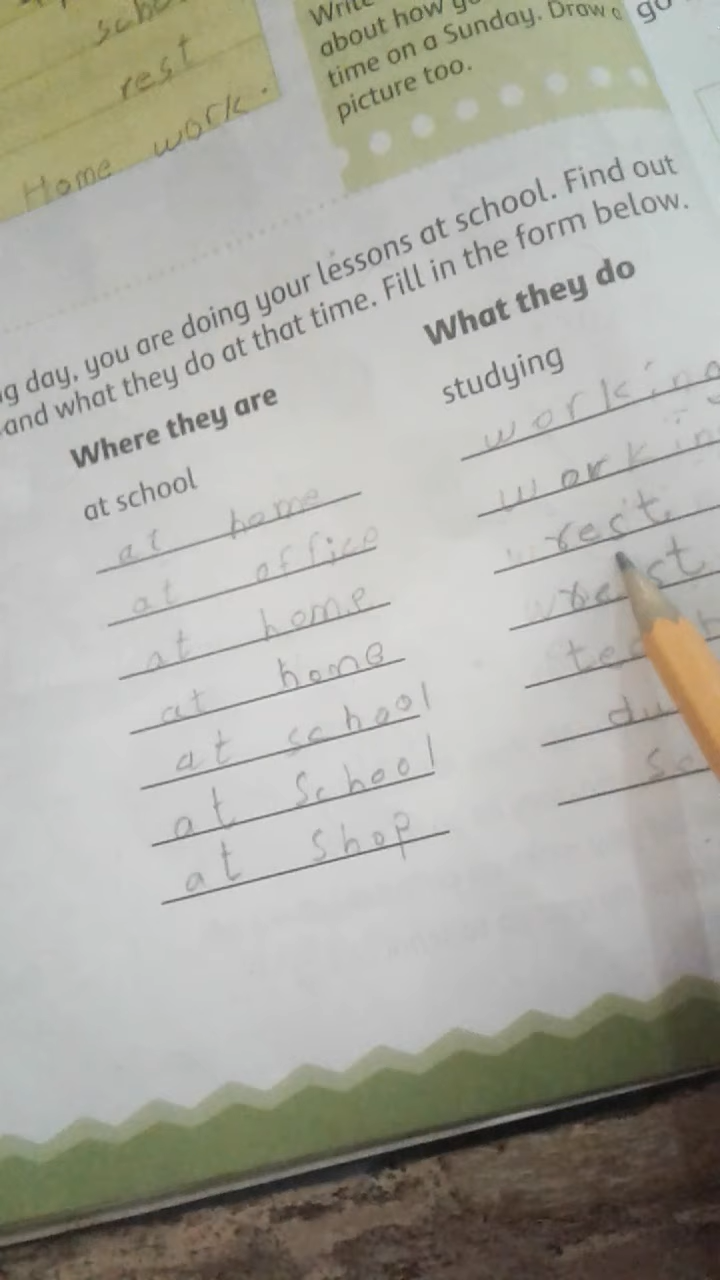 rest
Home work.
Write
about how
time on a Sunday. Draw a
picture too.
go
day, you are doing your lessons at school. Find out
and what they do at that time. Fill in the form below.
Where they are What they do
at school studying
at home working
at office
at home rest
at home
at school
at school
at shop